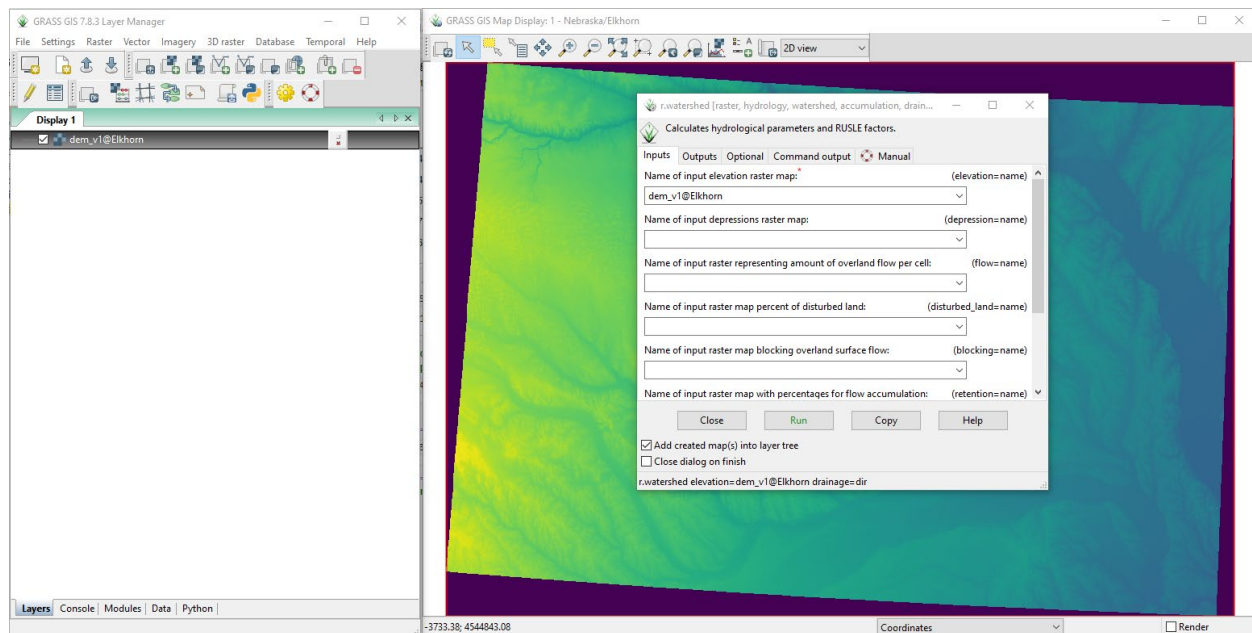 GRASS GIS 7.8.3 Layer Manager
File Settings Raster Vector Imagery 3D raster Database Temporal Help
Display 1
dem_v1@Elkhorn
Layers Console Modules Data Python
GRASS GIS Map Display: 1 - Nebraska/Elkhorn
2D view
r.watershed [raster, hydrology, watershed, accumulation, drain...
Calculates hydrological parameters and RUSLE factors.
Inputs Outputs Optional Command output Manual
Name of input elevation raster map:* (elevation=name)
dem_v1@Elkhorn
Name of input depressions raster map: (depression=name)
Name of input raster representing amount of overland flow per cell: (flow=name)
Name of input raster map percent of disturbed land: (disturbed_land=name)
Name of input raster map blocking overland surface flow: (blocking=name)
Name of input raster map with percentages for flow accumulation: (retention=name)
Close Run Copy Help
Add created map(s) into layer tree
Close dialog on finish
r.watershed elevation=dem_v1@Elkhorn drainage=dir
-3733.38; 4544843.08
Coordinates
Render